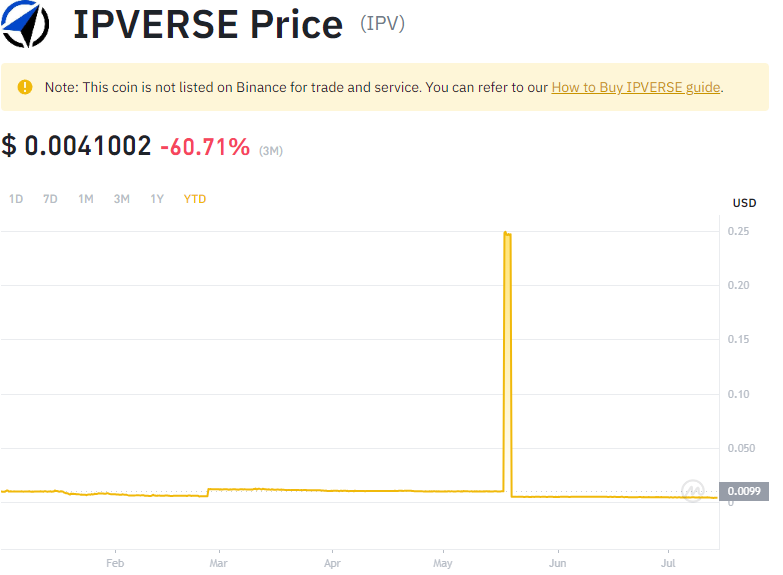 IPVERSE Price (IPV)
Note: This coin is not listed on Binance for trade and service. You can refer to our How to Buy IPVERSE guide.
$ 0.0041002 -60.71% (3M)
1D 7D 1M 3M 1Y YTD
USD
0.25
0.20
0.15
0.10
0.050
0.0099
0
Feb Mar Apr May Jun Jul